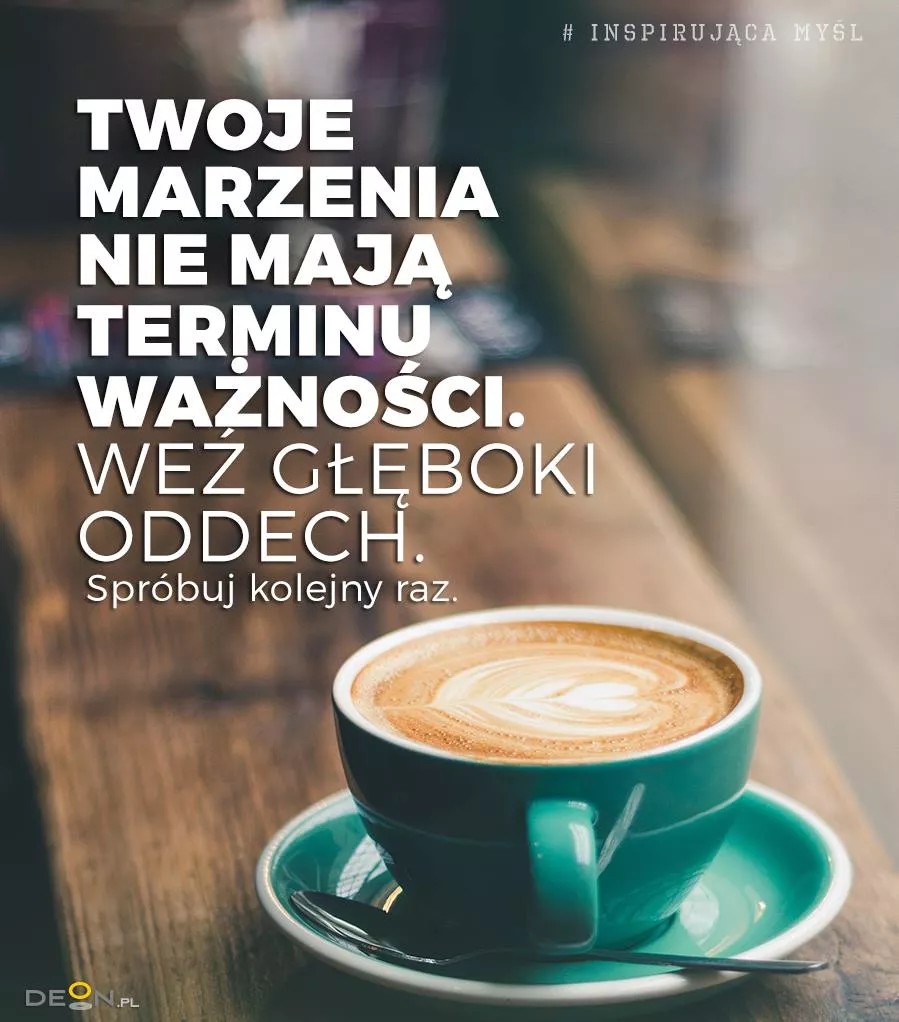 # INSPIRUJĄCA MYŚL
TWOJE
MARZENIA
NIE MAJĄ
TERMINU
WAŻNOŚCI.
WEŹ GŁĘBOKI
ODDECH.
Spróbuj kolejny raz.
DEON.PL